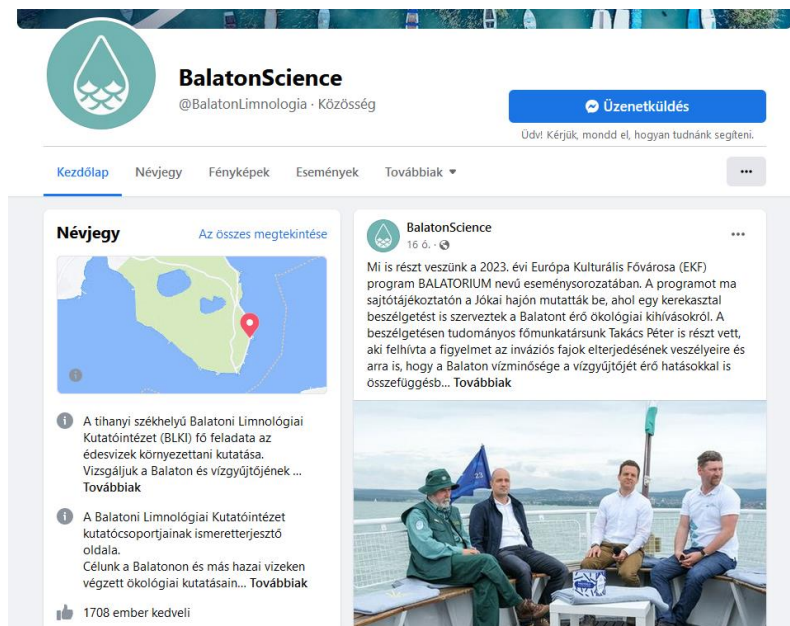 BalatonScience
@BalatonLimnologia · Közösség
Üzenetküldés
Üdv! Kérjük, mondd el, hogyan tudnánk segíteni.
Kezdőlap Névjegy Fényképek Események Továbbiak
Névjegy Az összes megtekintése
A tihanyi székhelyű Balatoni Limnológiai
Kutatóintézet (BLKI) fő feladata az
édesvizek környezettani kutatása.
Vizsgáljuk a Balaton és vízgyűjtőjének ...
Továbbiak
A Balatoni Limnológiai Kutatóintézet
kutatócsoportjainak ismeretterjesztő
oldala.
Célunk a Balatonon és más hazai vizeken
végzett ökológiai kutatásain... Továbbiak
1708 ember kedveli
BalatonScience
16 ó. ·
Mi is részt veszünk a 2023. évi Európa Kulturális Fővárosa (EKF)
program BALATORIUM nevű eseménysorozatában. A programot ma
sajtótájékoztatón a Jókai hajón mutatták be, ahol egy kerekasztal
beszélgetést is szerveztek a Balatont érő ökológiai kihívásokról. A
beszélgetésen tudományos főmunkatársunk Takács Péter is részt vett,
aki felhívta a figyelmet az inváziós fajok elterjedésének veszélyeire és
arra is, hogy a Balaton vízminősége a vízgyűjtőjét érő hatásokkal is
összefüggésb... Továbbiak
23